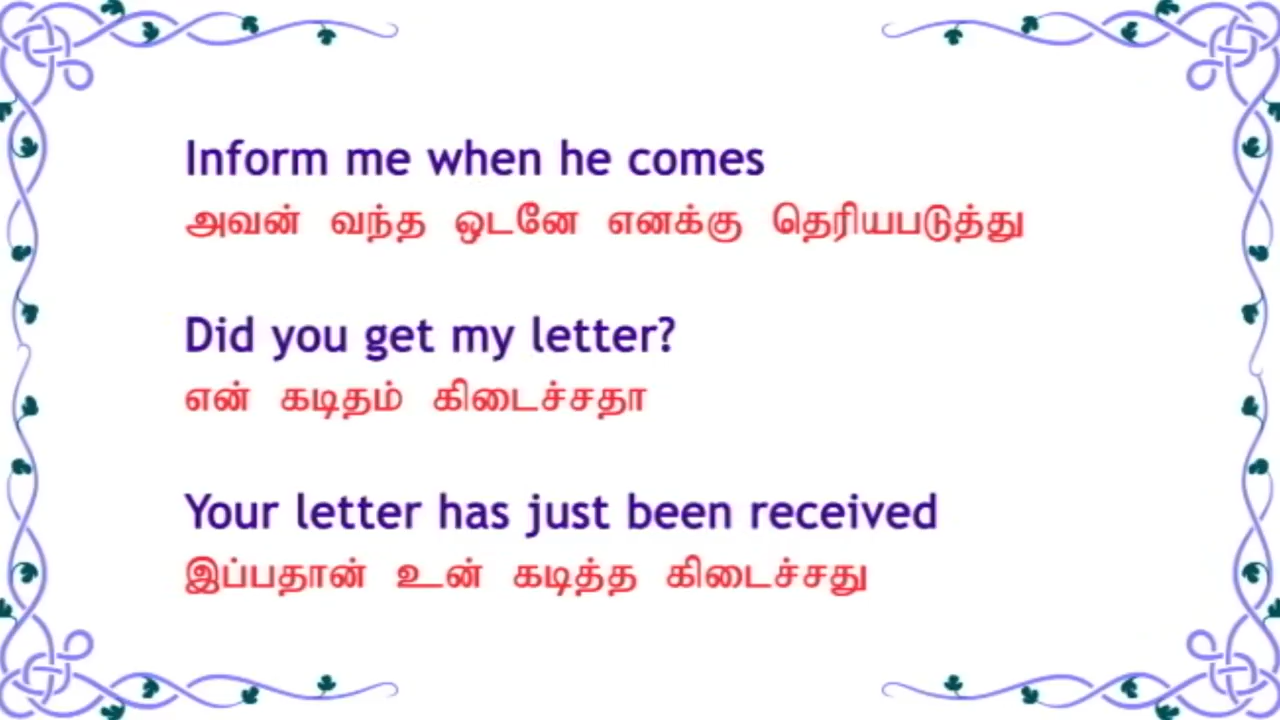 Inform me when he comes
அவன் வந்த ஒடனே எனக்கு தெரியபடுத்து
Did you get my letter?
என் கடிதம் கிடைச்சதா
Your letter has just been received
இப்பதான் உன் கடித்த கிடைச்சது